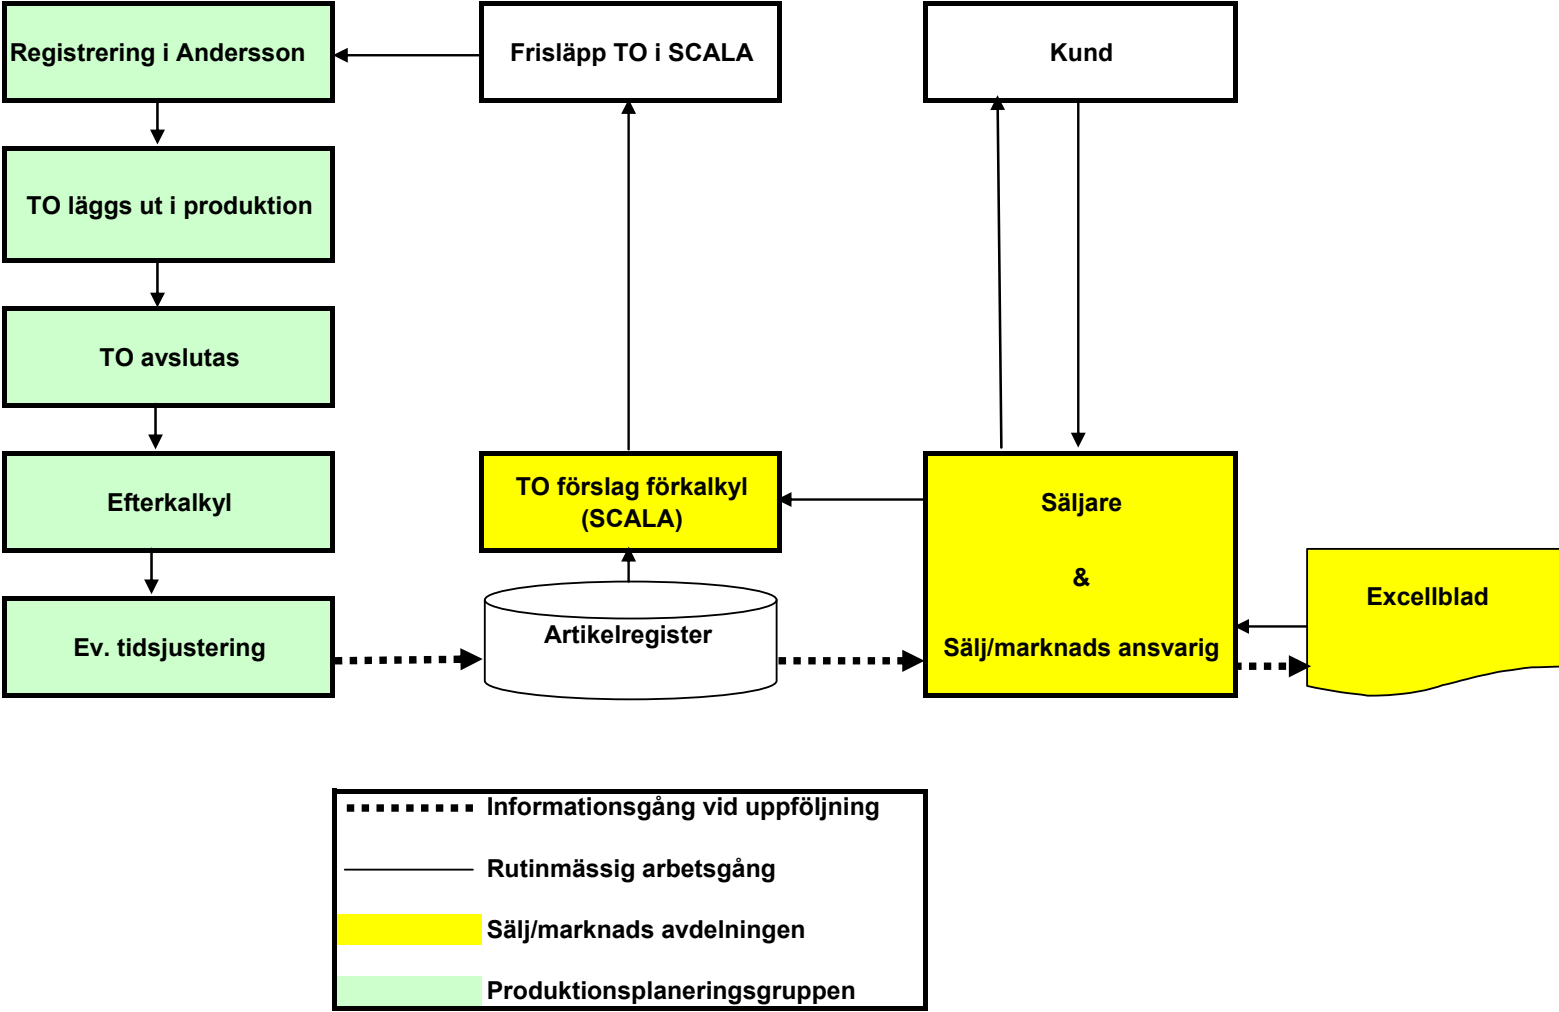 Registrering i Andersson
Frisläpp TO i SCALA
Kund
TO läggs ut i produktion
TO avslutas
Efterkalkyl
TO förslag förkalkyl
(SCALA)
Säljare
&
Sälj/marknads ansvarig
Excellblad
Ev. tidsjustering
Artikelregister
Informationsgång vid uppföljning
Rutinmässig arbetsgång
Sälj/marknads avdelningen
Produktionsplaneringsgruppen